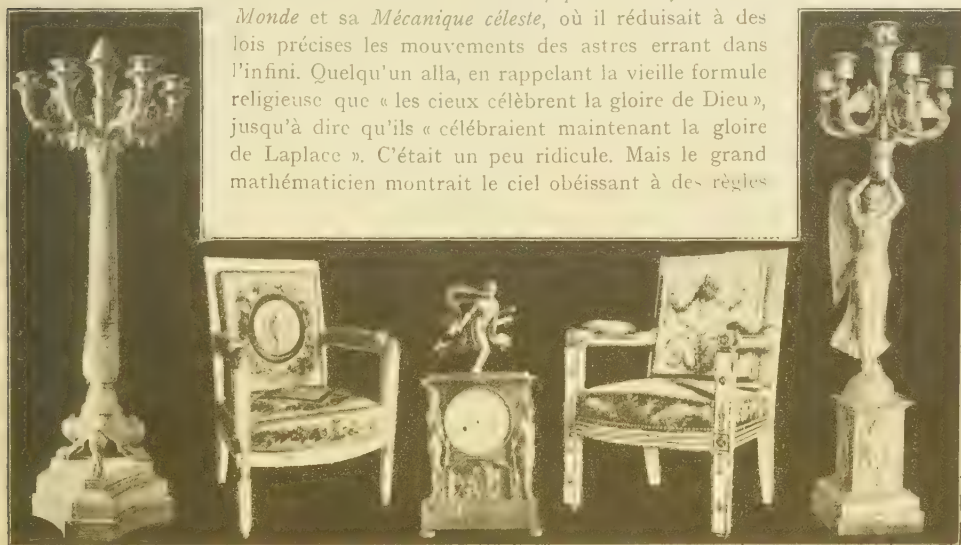 Monde et sa Mécanique céleste, où il réduisait à des
lois précises les mouvements des astres errant dans
l'infini. Quelqu'un alla, en rappelant la vieille formule
religieuse que « les cieux célèbrent la gloire de Dieu »,
jusqu'à dire qu'ils « célébraient maintenant la gloire
de Laplace ». C'était un peu ridicule. Mais le grand
mathématicien montrait le ciel obéissant à des règles